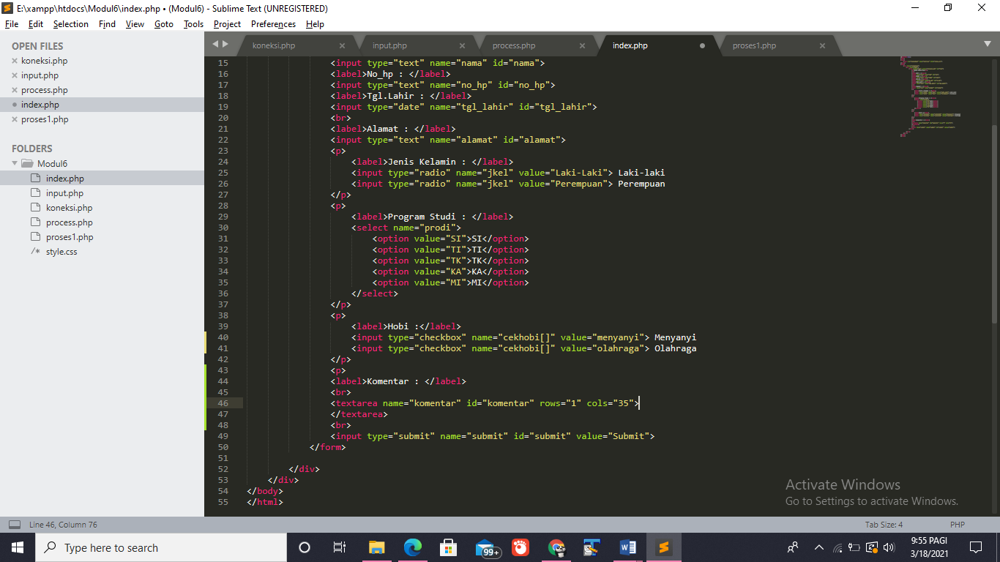 E:\xampp\htdocs\Modul6\index.php • (Modul6) - Sublime Text (UNREGISTERED)
File Edit Selection Find View Goto Tools Project Preferences Help
OPEN FILES
koneksi.php
input.php
process.php
index.php
proses1.php
FOLDERS
Modul6
index.php
input.php
koneksi.php
process.php
proses1.php
/* style.css
koneksi.php × input.php × process.php × index.php • proses1.php ×
15 <input type="text" name="nama" id="nama">
16 <label>No_hp : </label>
17 <input type="text" name="no_hp" id="no_hp">
18 <label>Tgl.Lahir : </label>
19 <input type="date" name="tgl_lahir" id="tgl_lahir">
20 <br>
21 <label>Alamat : </label>
22 <input type="text" name="alamat" id="alamat">
23 <p>
24 <label>Jenis Kelamin : </label>
25 <input type="radio" name="jkel" value="Laki-Laki"> Laki-laki
26 <input type="radio" name="jkel" value="Perempuan"> Perempuan
27 </p>
28 <p>
29 <label>Program Studi : </label>
30 <select name="prodi">
31 <option value="SI">SI</option>
32 <option value="TI">TI</option>
33 <option value="TK">TK</option>
34 <option value="KA">KA</option>
35 <option value="MI">MI</option>
36 </select>
37 </p>
38 <p>
39 <label>Hobi :</label>
40 <input type="checkbox" name="cekhobi[]" value="menyanyi"> Menyanyi
41 <input type="checkbox" name="cekhobi[]" value="olahraga"> Olahraga
42 </p>
43 <p>
44 <label>Komentar : </label>
45 <br>
46 <textarea name="komentar" id="komentar" rows="1" cols="35">
47 </textarea>
48 <br>
49 <input type="submit" name="submit" id="submit" value="Submit">
50 </form>
51
52 </div>
53 </div>
54 </body>
55 </html>
Activate Windows
Go to Settings to activate Windows.
Line 46, Column 76 Tab Size: 4 PHP
Type here to search
99+
9:55 PAGI
3/18/2021